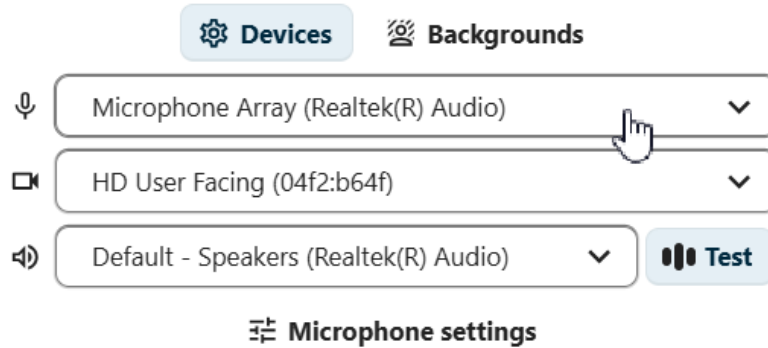 Devices Backgrounds
Microphone Array (Realtek(R) Audio)
HD User Facing (04f2:b64f)
Default - Speakers (Realtek(R) Audio) Test
Microphone settings